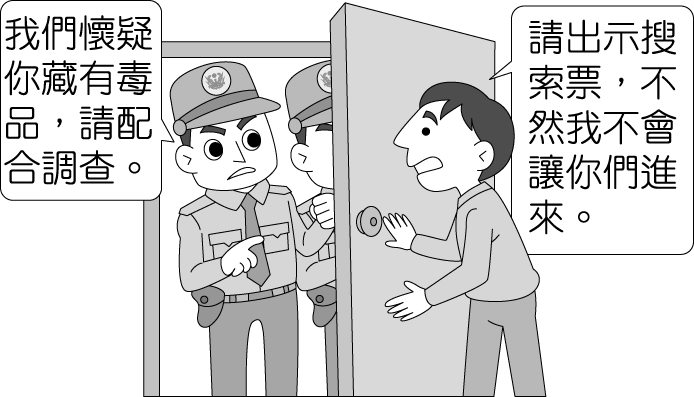 我們懷疑
你藏有毒
品，請配
合調查。
請出示搜
索票，不
然我不會
讓你們進
來。